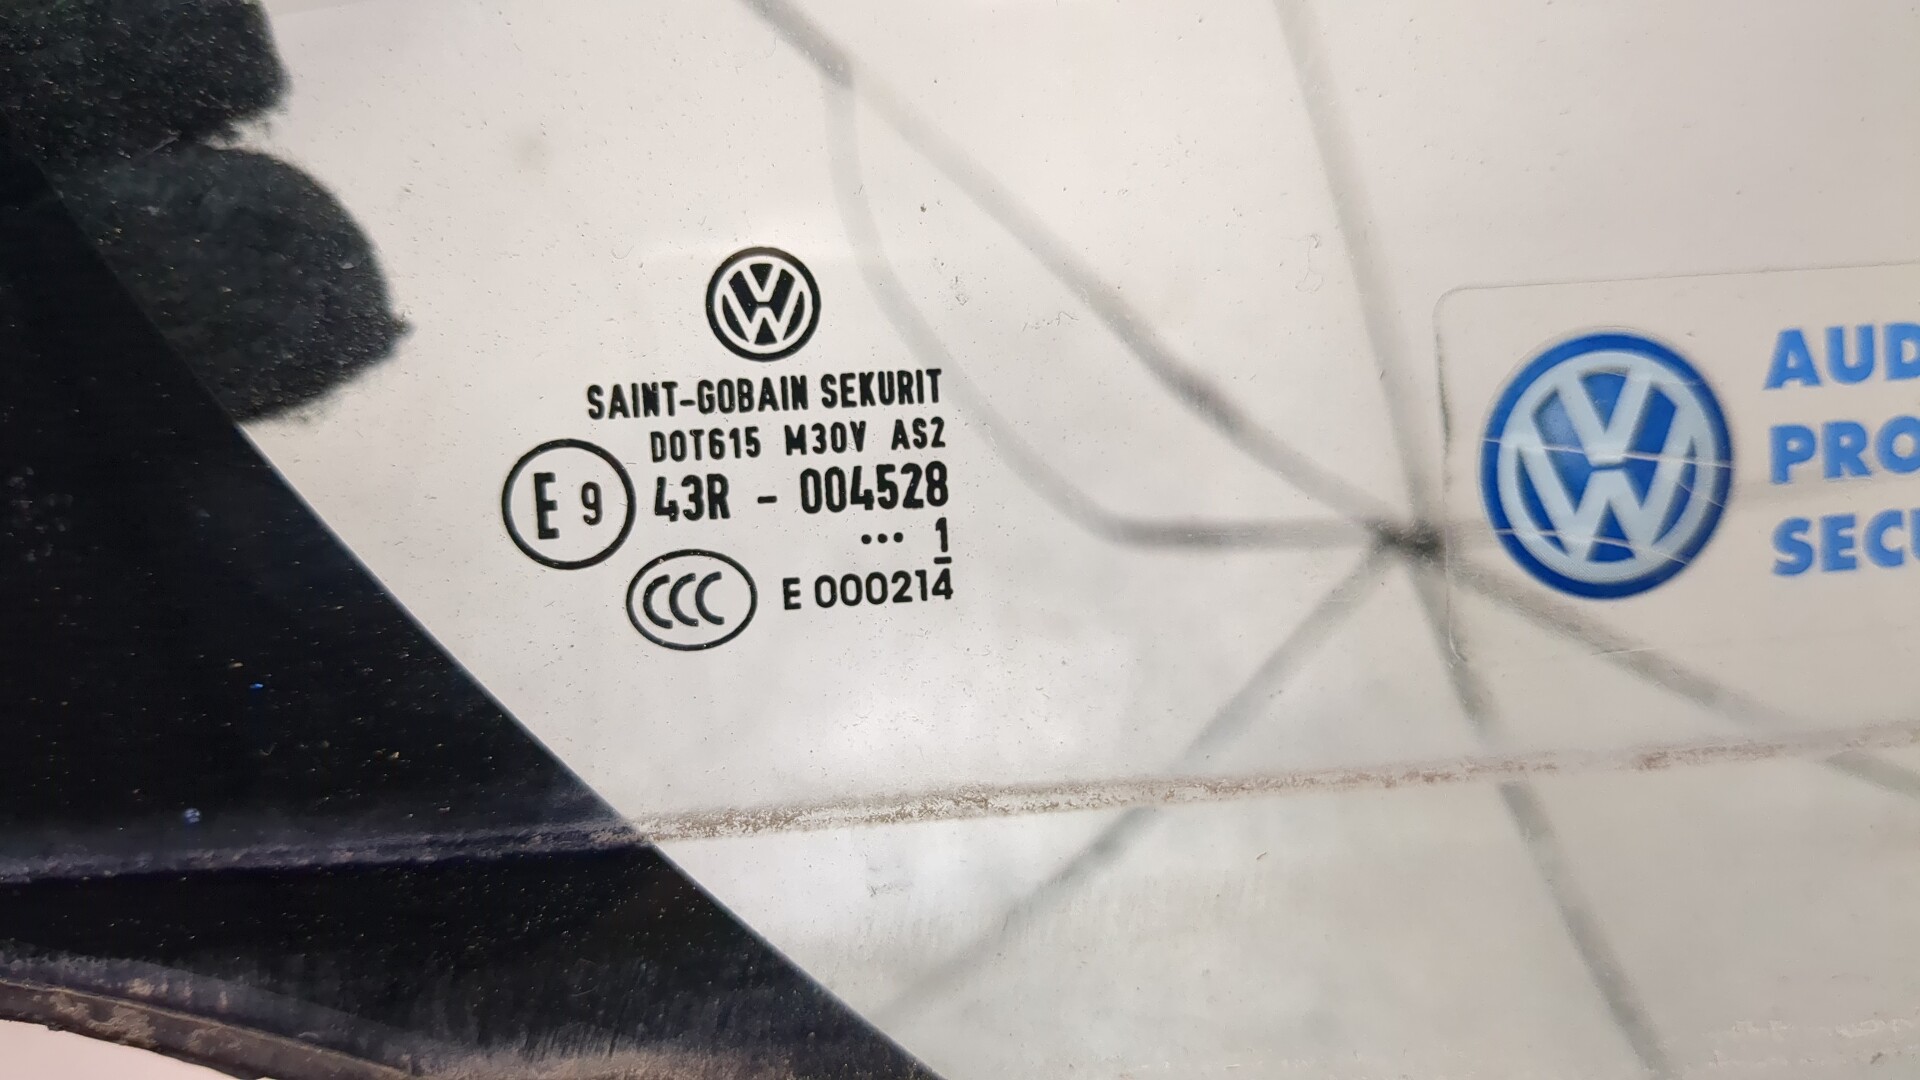 SAINT-GOBAIN SEKURIT
DOT615 M30V AS2
E 9 43R - 004528
... 1
CCC E 000214
AUD
PRO
SECU